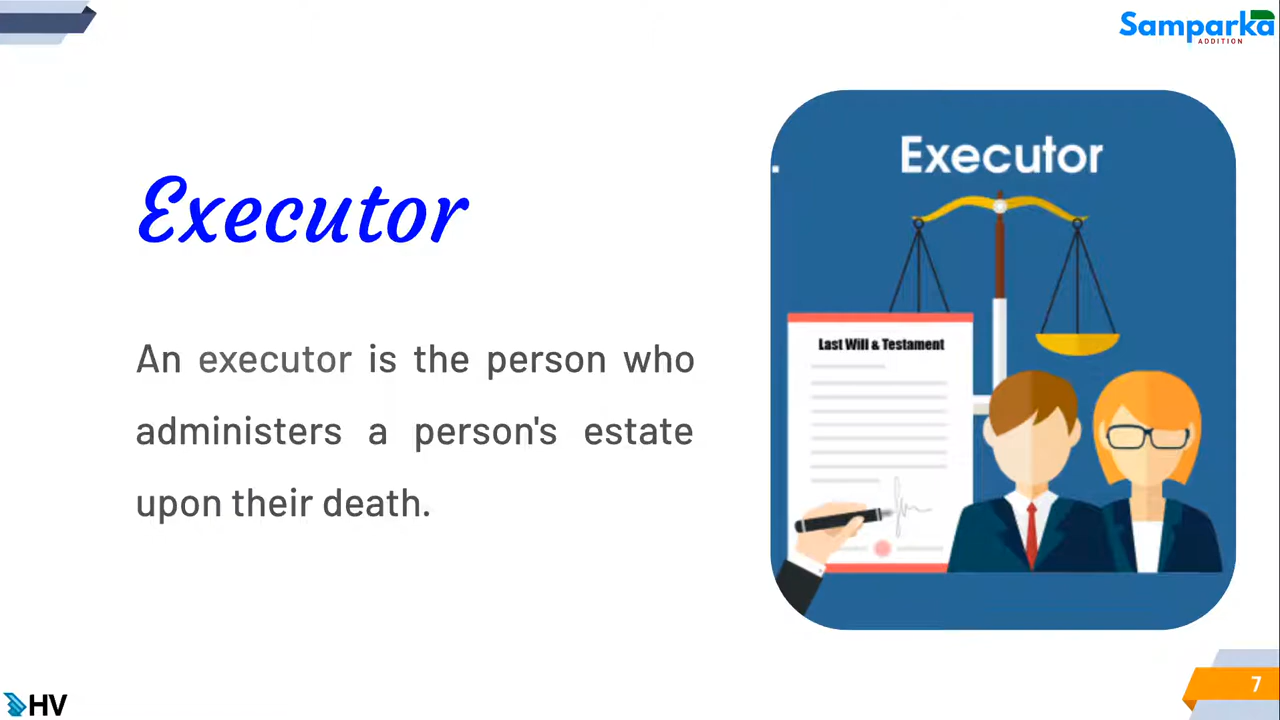 Samparka
ADDITION
Executor
An executor is the person who
administers a person's estate
upon their death.
. Executor
Last Will & Testament
HV
7